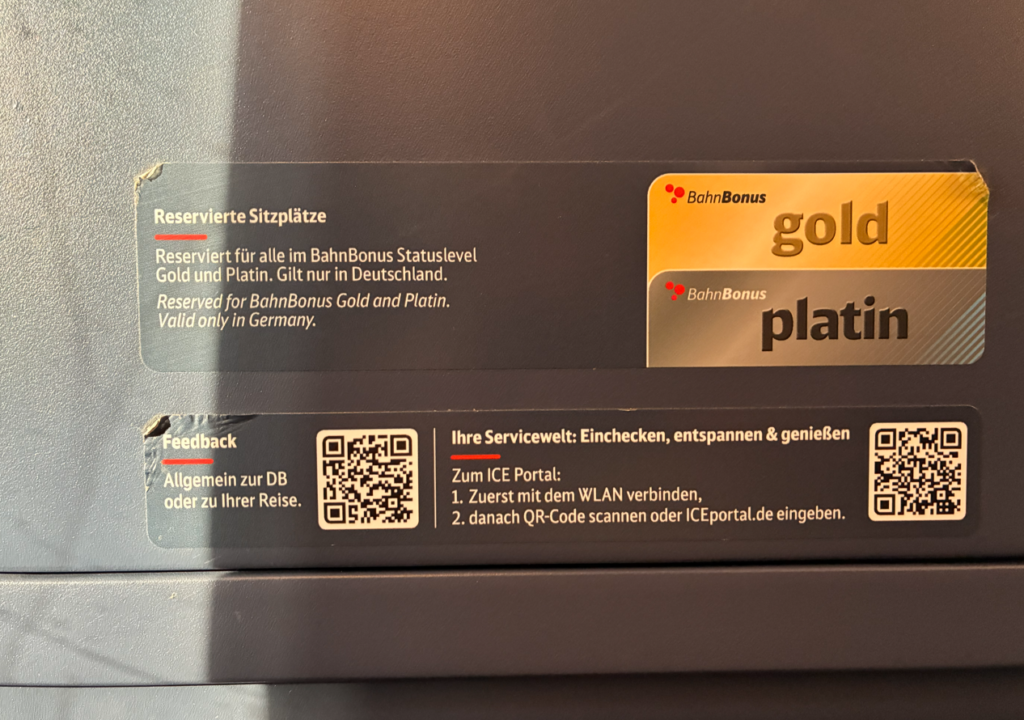 Reservierte Sitzplätze
Reserviert für alle im BahnBonus Statuslevel
Gold und Platin. Gilt nur in Deutschland.
Reserved for BahnBonus Gold and Platin.
Valid only in Germany.
BahnBonus
gold
BahnBonus
platin
Feedback
Allgemein zur DB
oder zu Ihrer Reise.
Ihre Servicewelt: Einchecken, entspannen & genießen
Zum ICE Portal:
1. Zuerst mit dem WLAN verbinden,
2. danach QR-Code scannen oder ICEportal.de eingeben.